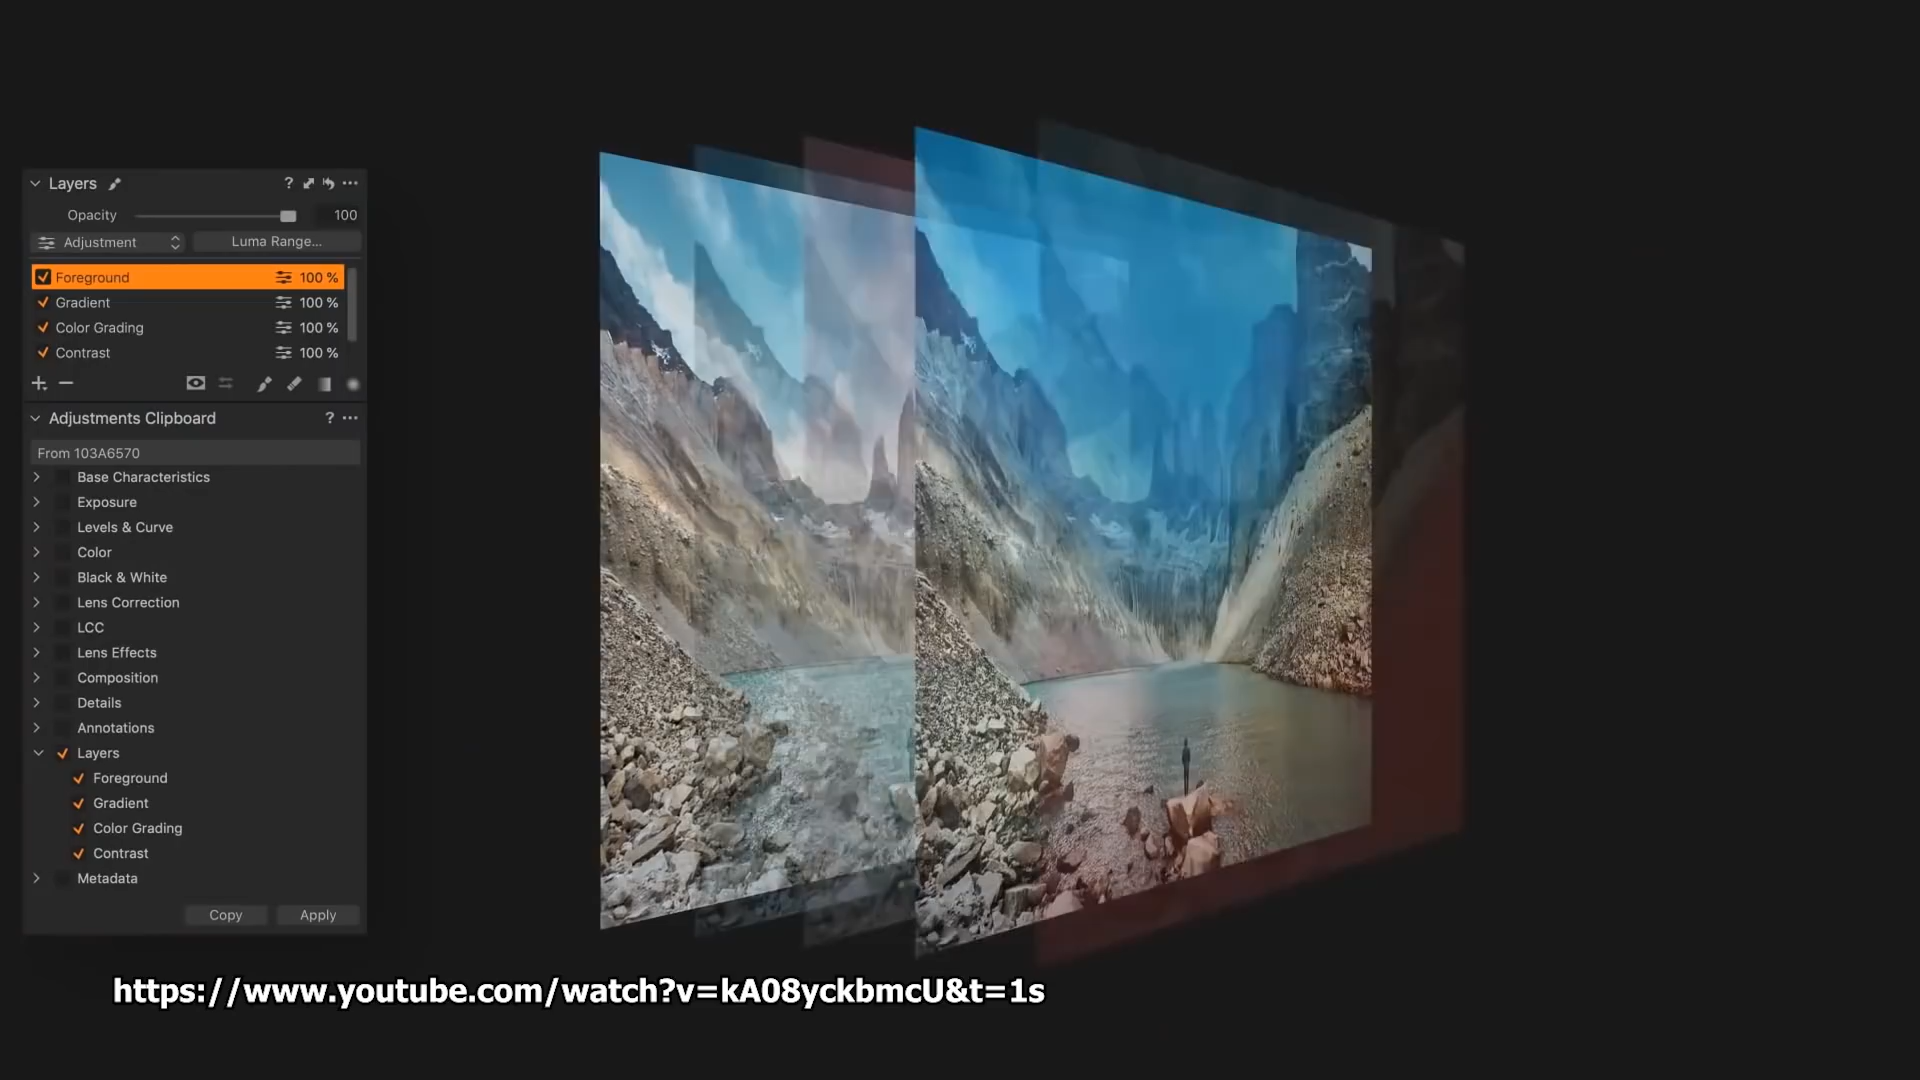 Layers
?
Opacity 100
Adjustment Luma Range...
Foreground 100 %
Gradient 100 %
Color Grading 100 %
Contrast 100 %
Adjustments Clipboard ?
From 103A6570
Base Characteristics
Exposure
Levels & Curve
Color
Black & White
Lens Correction
LCC
Lens Effects
Composition
Details
Annotations
Layers
Foreground
Gradient
Color Grading
Contrast
Metadata
Copy Apply
https://www.youtube.com/watch?v=kA08yckbmcU&t=1s